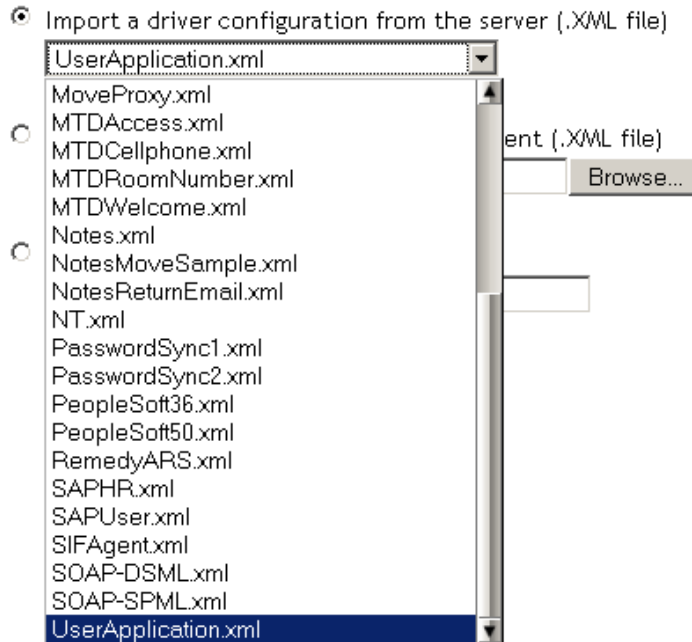 Import a driver configuration from the server (.XML file)
UserApplication.xml
MoveProxy.xml
MTDAccess.xml
ent (.XML file)
MTDCellphone.xml
MTDRoomNumber.xml
Browse...
MTDWelcome.xml
Notes.xml
NotesMoveSample.xml
NotesReturnEmail.xml
NT.xml
PasswordSync1.xml
PasswordSync2.xml
PeopleSoft36.xml
PeopleSoft50.xml
RemedyARS.xml
SAPHR.xml
SAPUser.xml
SIFAgent.xml
SOAP-DSML.xml
SOAP-SPML.xml
UserApplication.xml